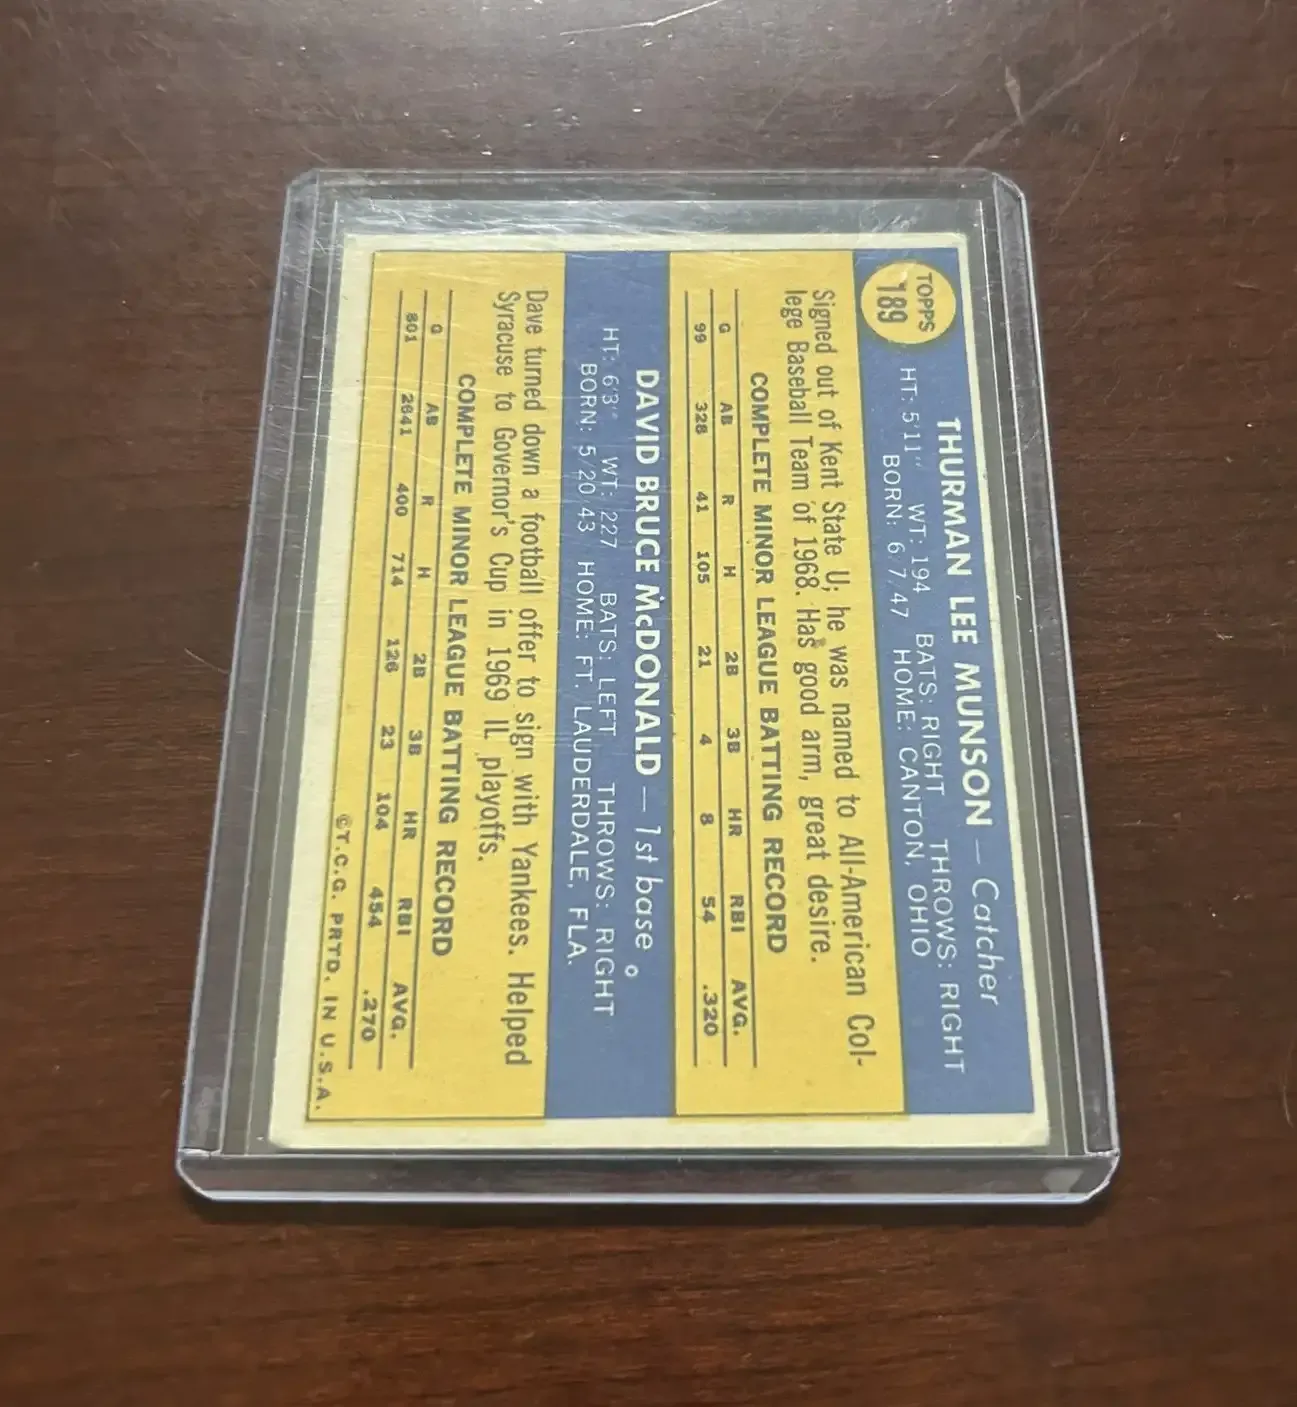 TOPPS
189
THURMAN LEE MUNSON — Catcher
HT: 5'11" WT: 194 BATS: RIGHT THROWS: RIGHT
BORN: 6 7 47 HOME: CANTON, OHIO
Signed out of Kent State U; he was named to All-American Col-
lege Baseball Team of 1968. Has good arm, great desire.
COMPLETE MINOR LEAGUE BATTING RECORD
G AB R H 2B 3B HR RBI AVG.
99 328 41 105 21 4 8 54 .320
DAVID BRUCE McDONALD — 1st base
HT: 6'3" WT: 227 BATS: LEFT THROWS: RIGHT
BORN: 5 20 43 HOME: FT. LAUDERDALE, FLA.
Dave turned down a football offer to sign with Yankees. Helped
Syracuse to Governor's Cup in 1969 IL playoffs.
COMPLETE MINOR LEAGUE BATTING RECORD
G AB R H 2B 3B HR RBI AVG.
801 2641 400 714 126 23 104 454 .270
©T.C.G. PRTD. IN U.S.A.